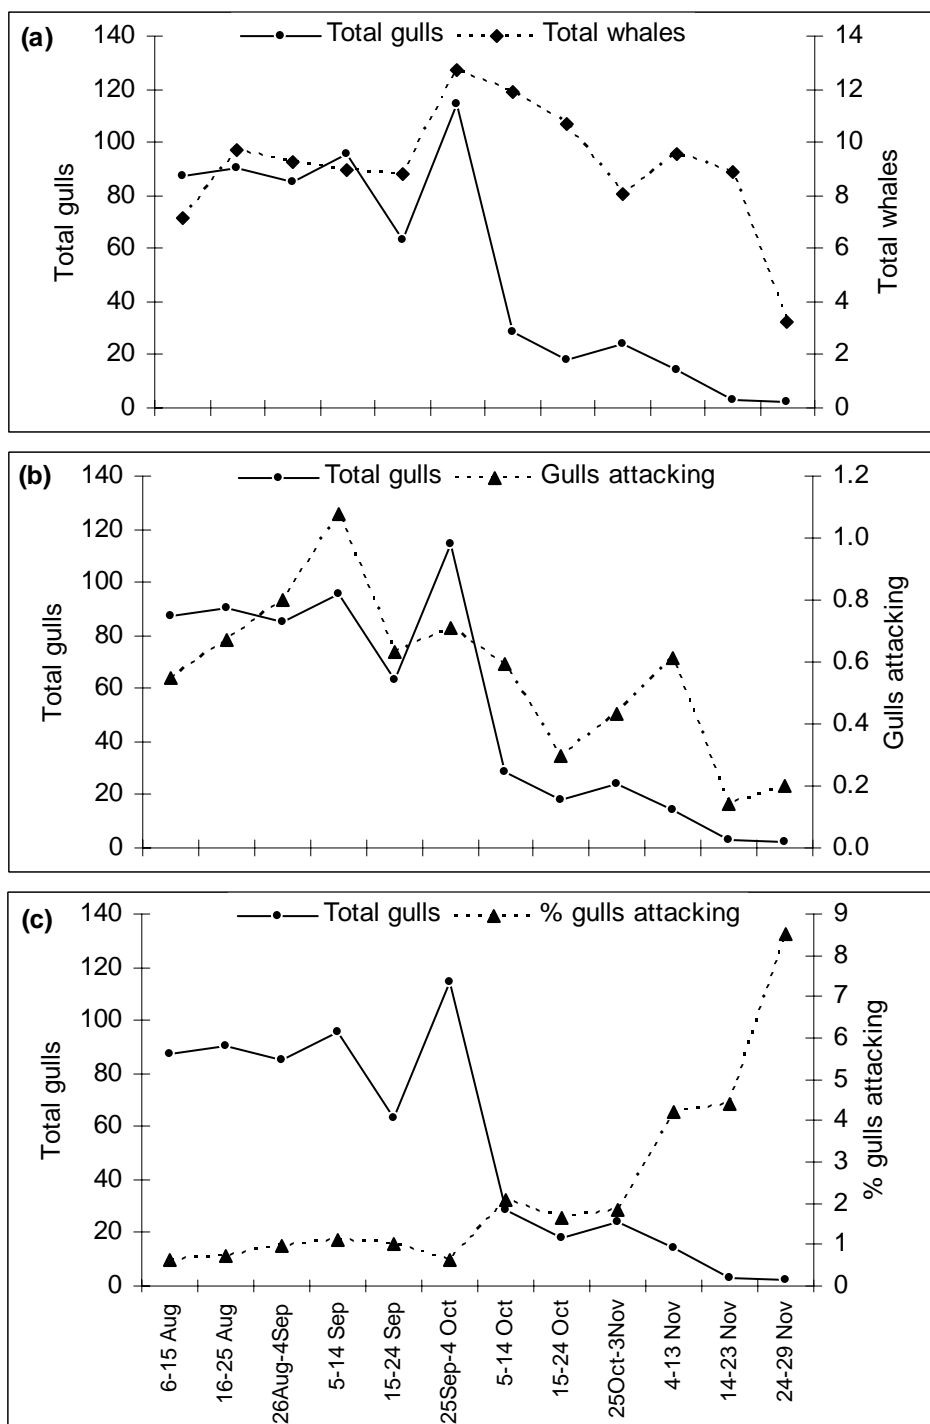 (a)
Total gulls Total whales
140
120
100
80
60
40
20
0
Total gulls
14
12
10
8
6
4
2
0
Total whales
(b)
Total gulls Gulls attacking
140
120
100
80
60
40
20
0
Total gulls
1.2
1.0
0.8
0.6
0.4
0.2
0.0
Gulls attacking
(c)
Total gulls % gulls attacking
140
120
100
80
60
40
20
0
Total gulls
9
8
7
6
5
4
3
2
1
0
% gulls attacking
6-15 Aug
16-25 Aug
26Aug-4Sep
5-14 Sep
15-24 Sep
25Sep-4 Oct
5-14 Oct
15-24 Oct
25Oct-3Nov
4-13 Nov
14-23 Nov
24-29 Nov